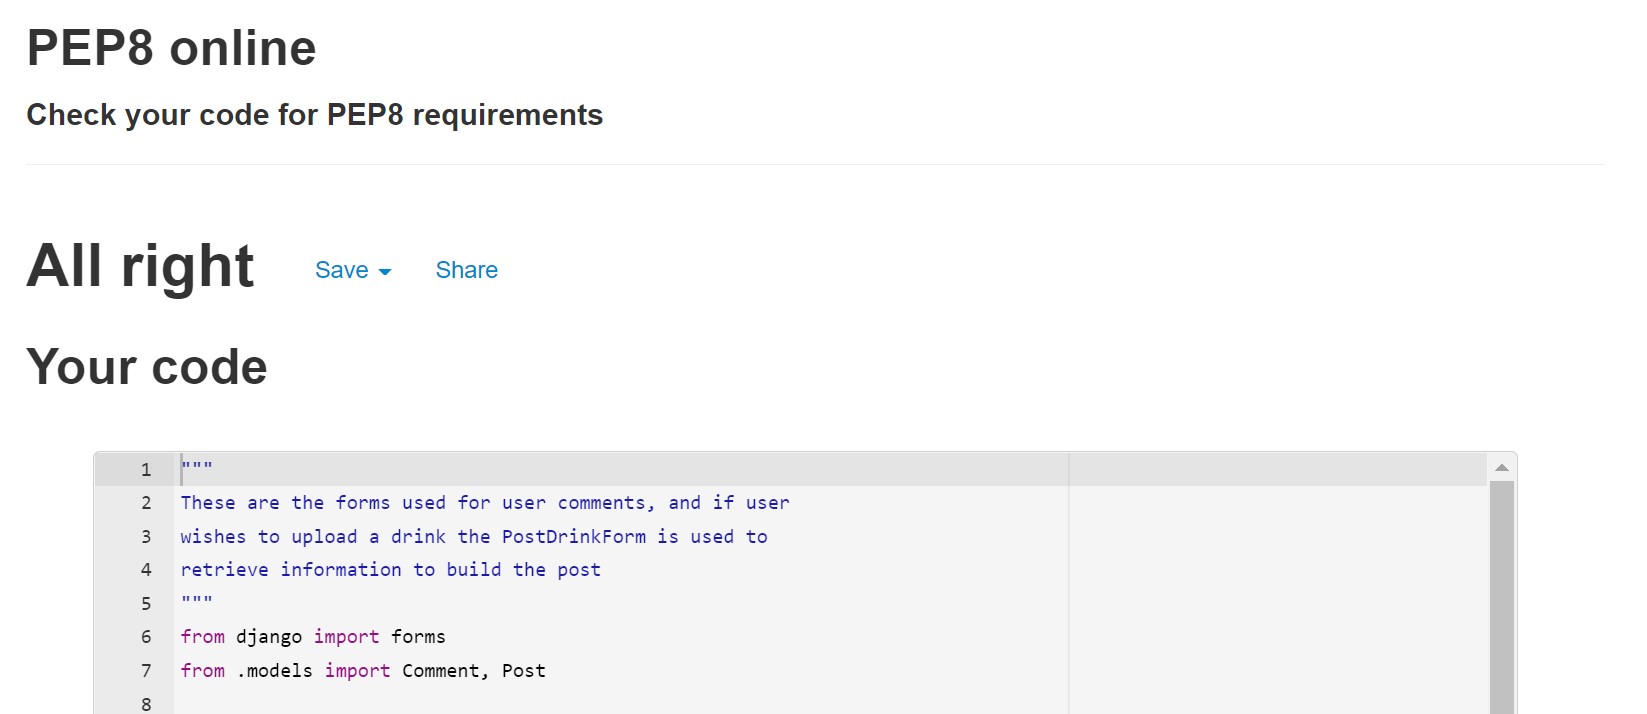 PEP8 online
Check your code for PEP8 requirements
All right Save Share
Your code
1 """
2 These are the forms used for user comments, and if user
3 wishes to upload a drink the PostDrinkForm is used to
4 retrieve information to build the post
5 """
6 from django import forms
7 from .models import Comment, Post
8